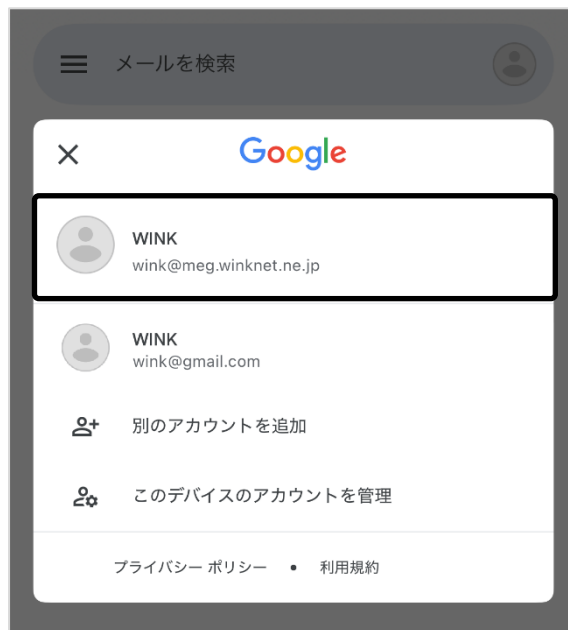 メールを検索
Google
WINK
wink@meg.winknet.ne.jp
WINK
wink@gmail.com
別のアカウントを追加
このデバイスのアカウントを管理
プライバシー ポリシー • 利用規約